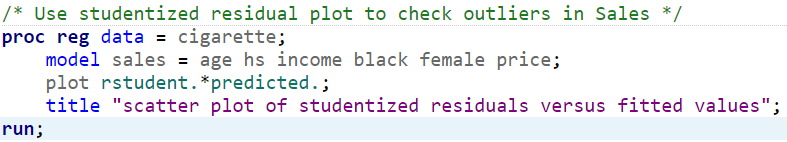 /* Use studentized residual plot to check outliers in Sales */
proc reg data = cigarette;
    model sales = age hs income black female price;
    plot rstudent.*predicted.;
    title "scatter plot of studentized residuals versus fitted values";
run;